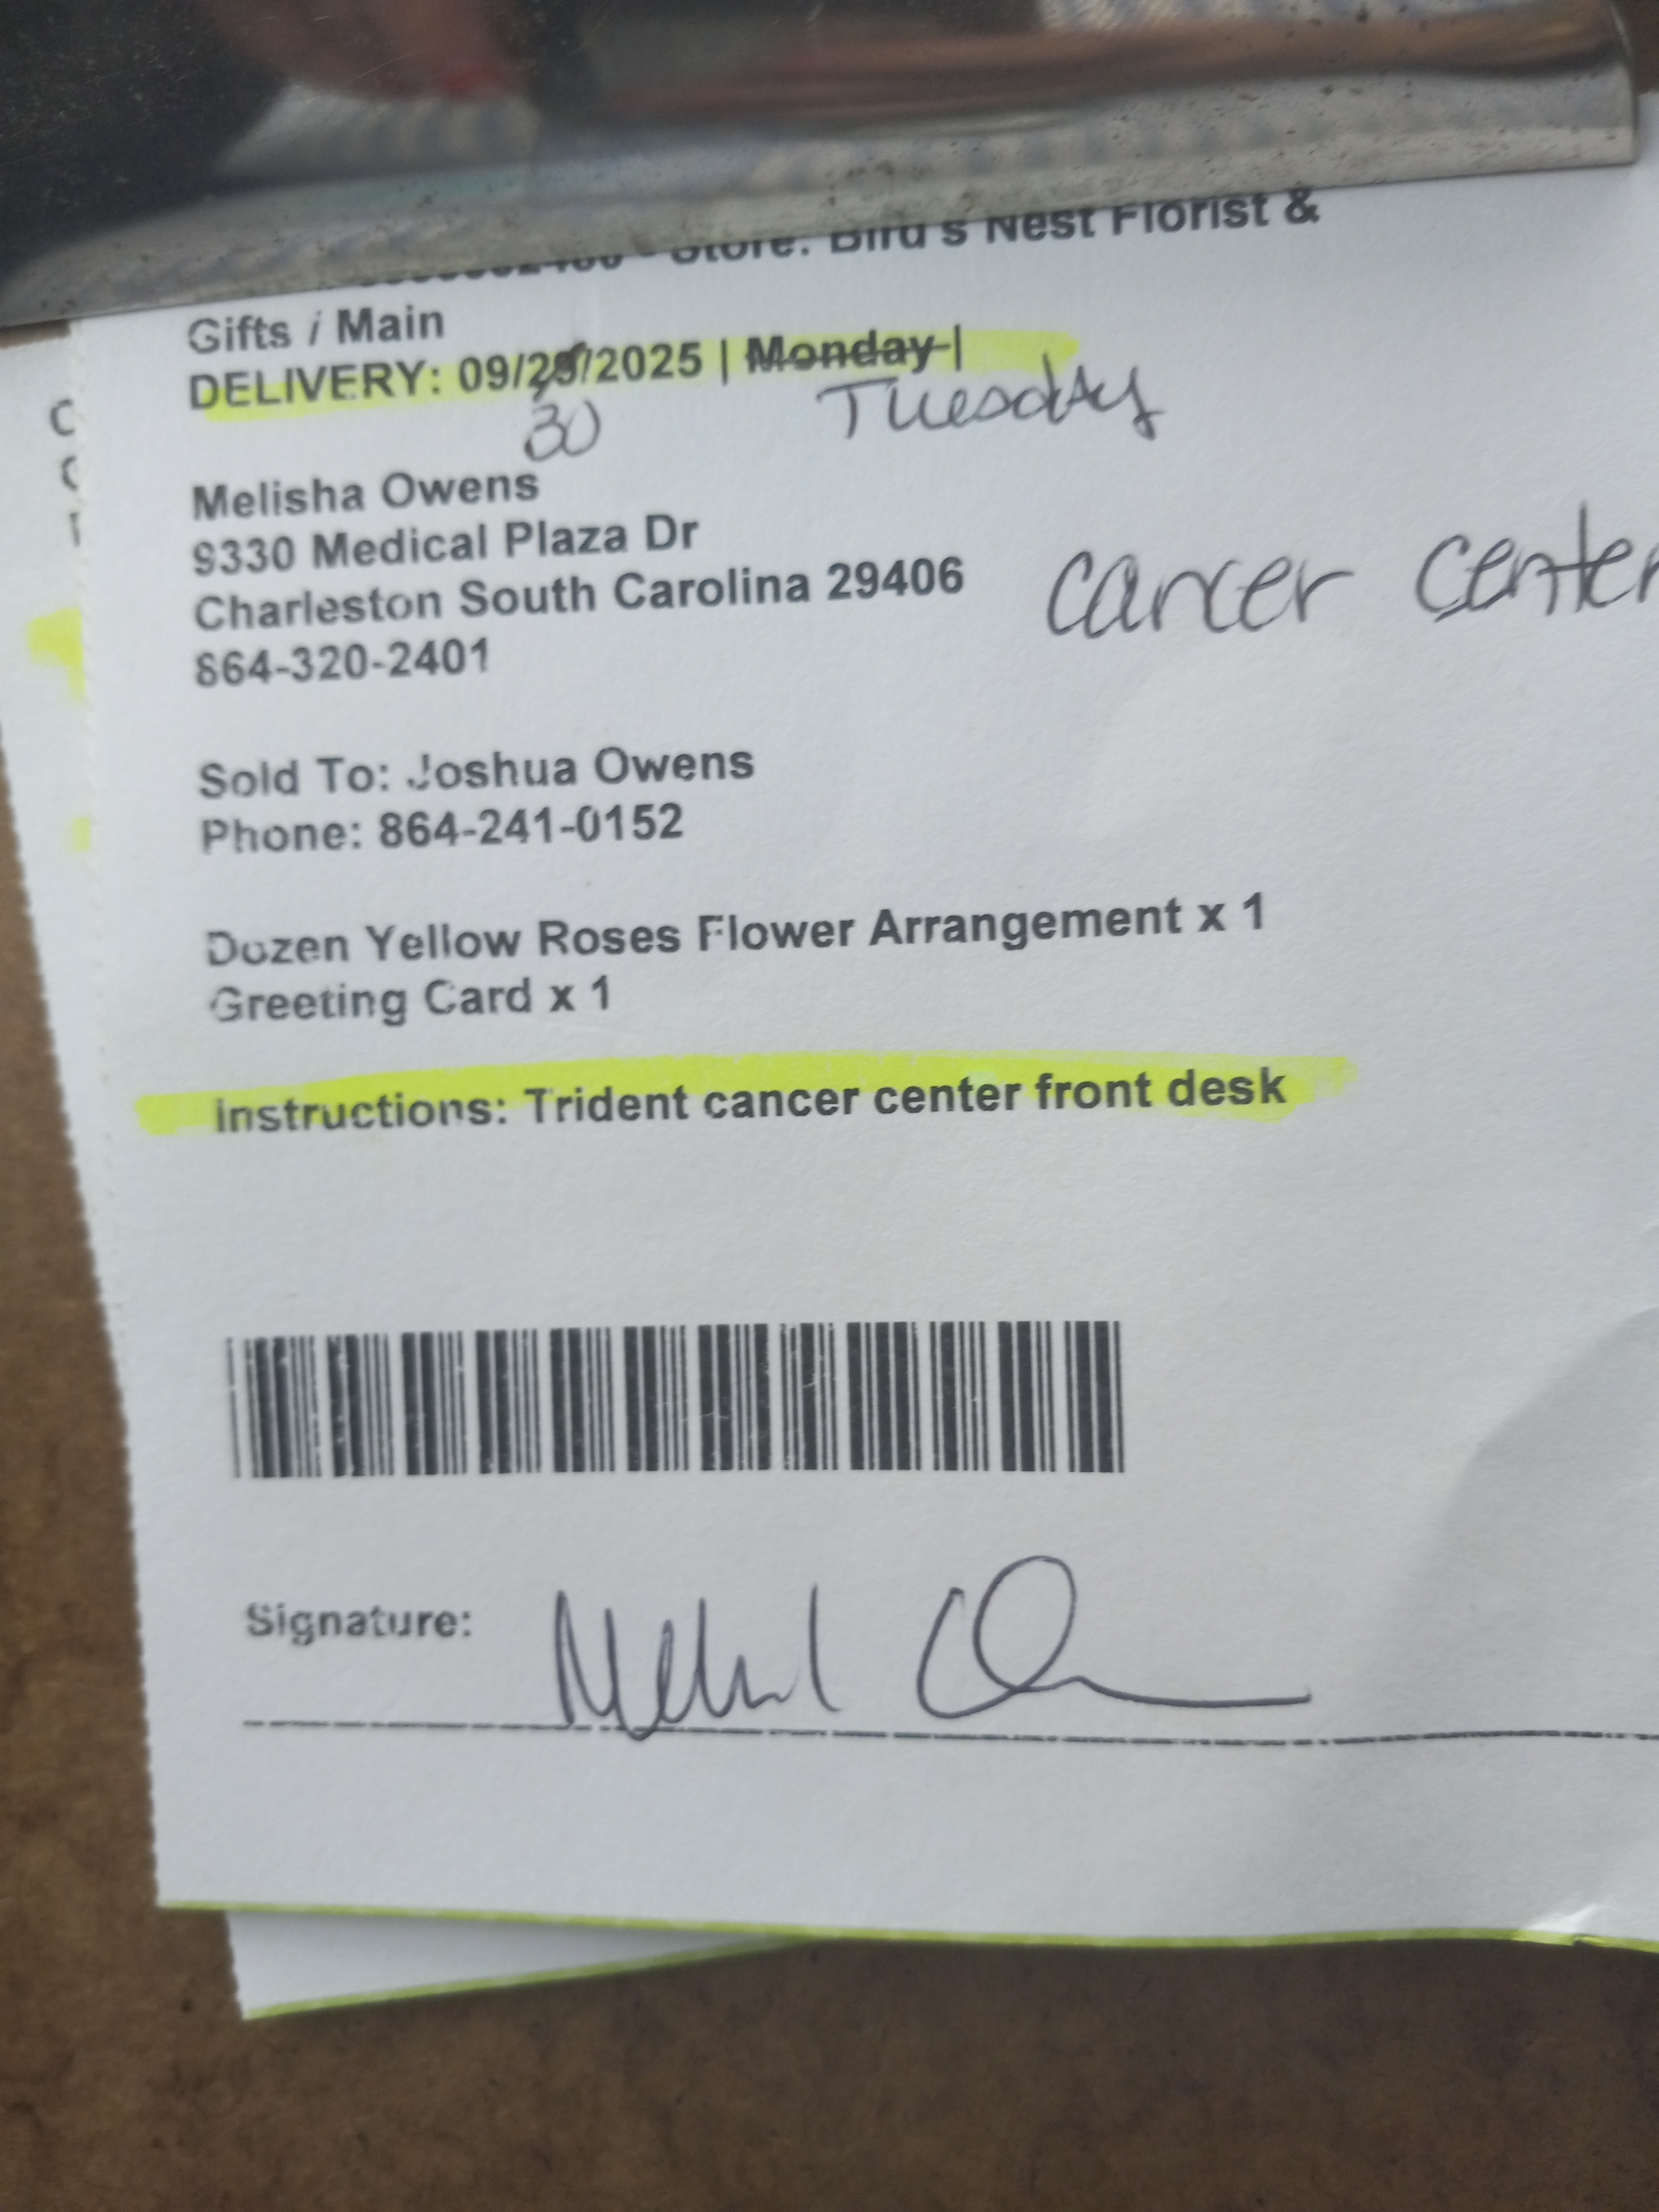 Store: Bird's Nest Florist &
Gifts / Main
DELIVERY: 09/29/2025 | Monday |
30 Tuesday
Melisha Owens
9330 Medical Plaza Dr
Charleston South Carolina 29406
cancer center
864-320-2401
Sold To: Joshua Owens
Phone: 864-241-0152
Dozen Yellow Roses Flower Arrangement x 1
Greeting Card x 1
Instructions: Trident cancer center front desk
Signature: